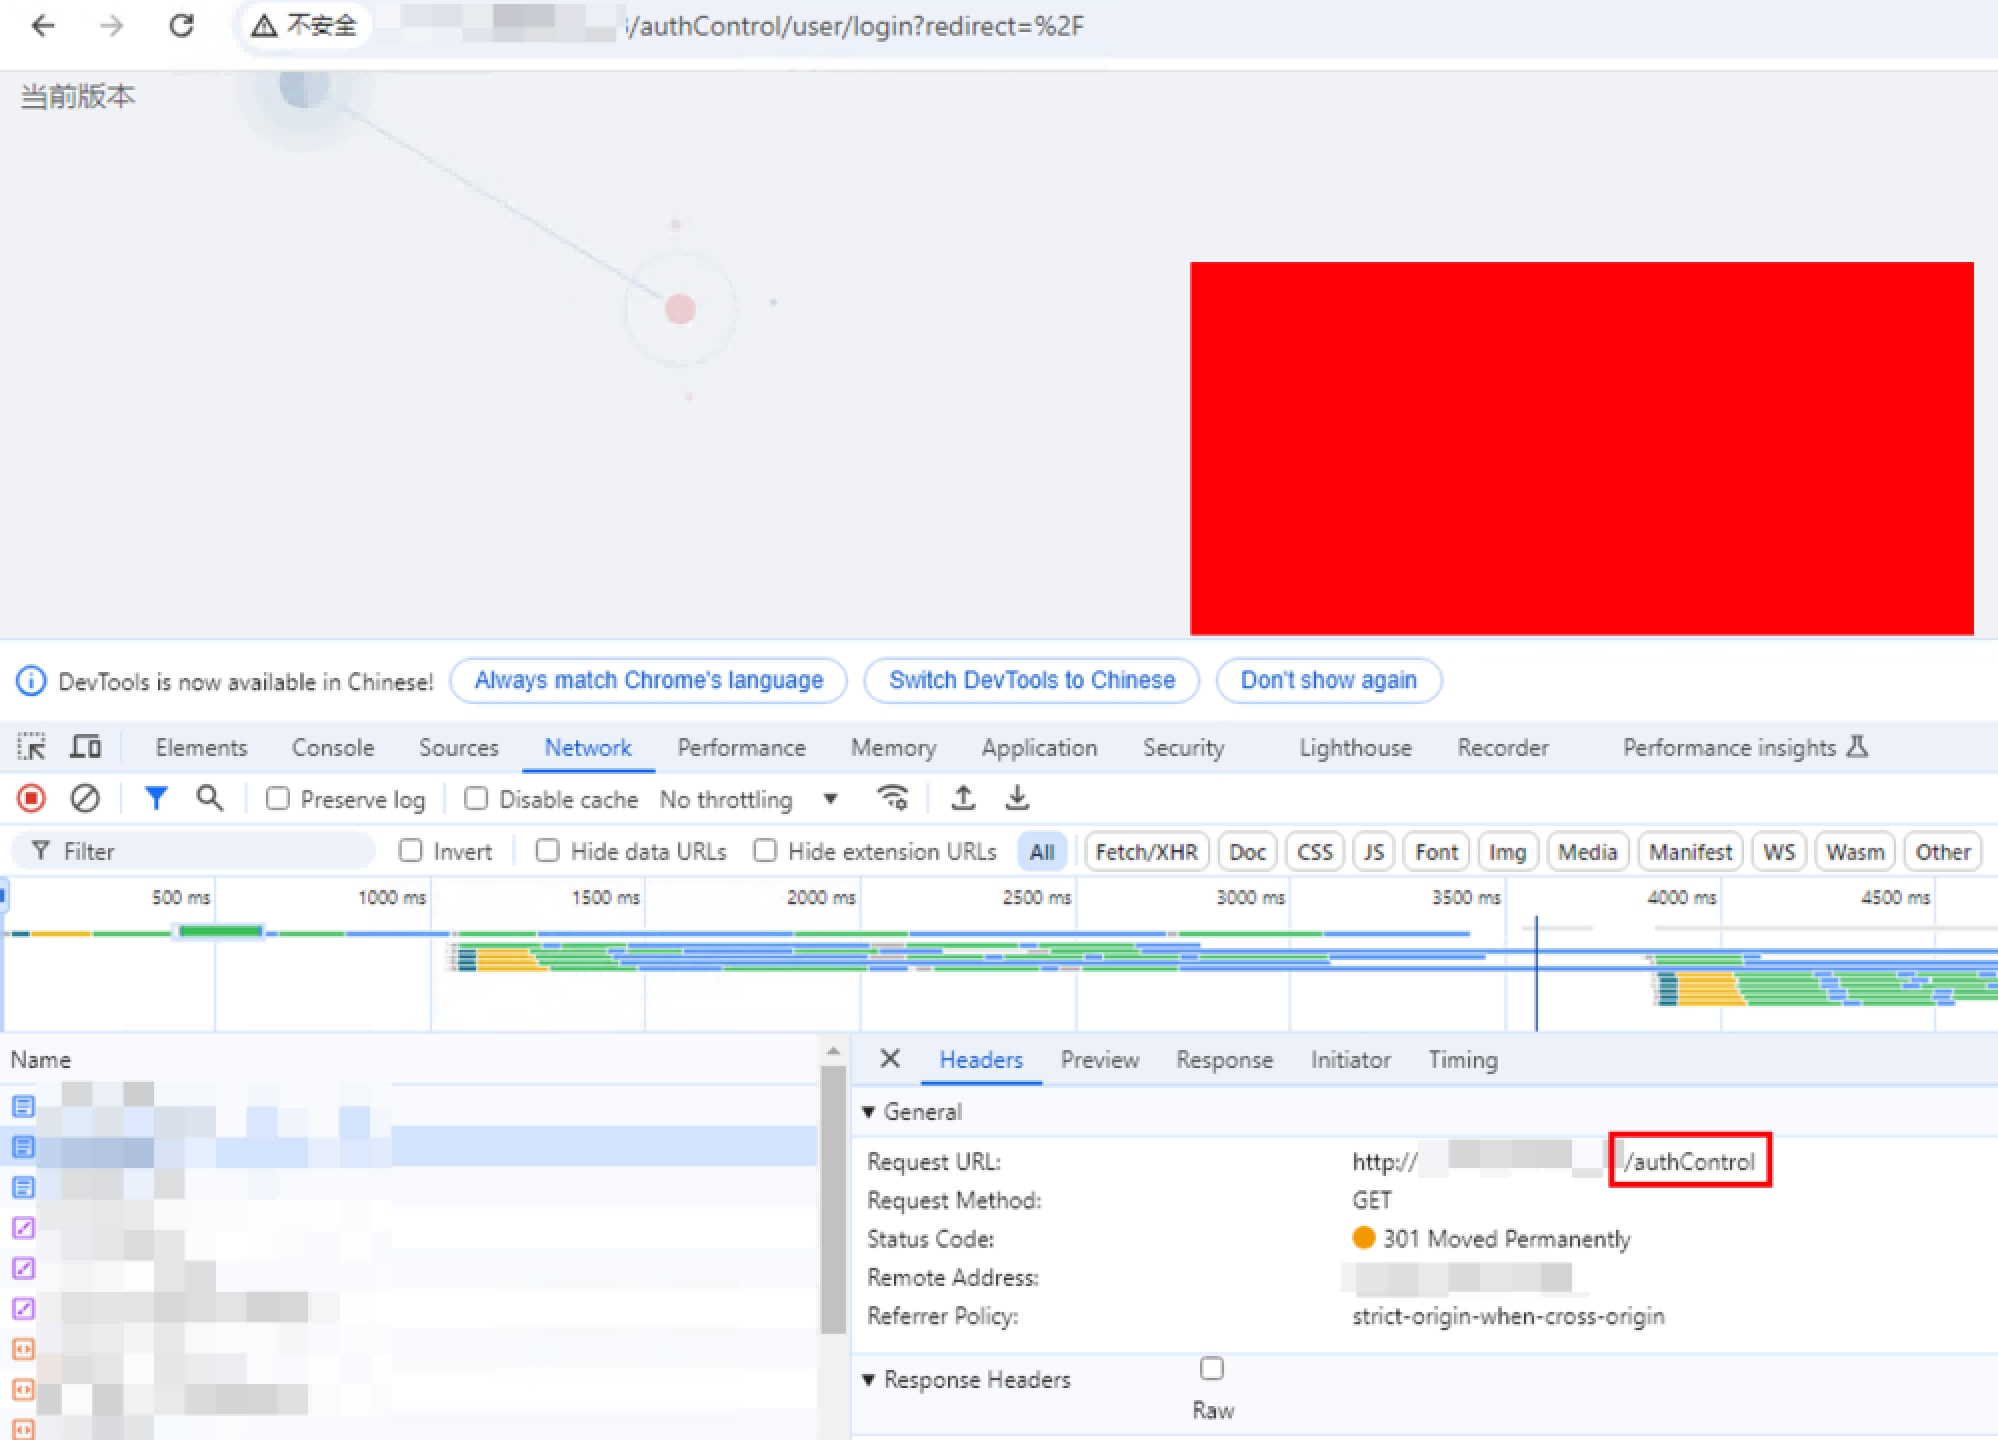 不安全 /authControl/user/login?redirect=%2F
当前版本
DevTools is now available in Chinese! Always match Chrome's language Switch DevTools to Chinese Don't show again
Elements Console Sources Network Performance Memory Application Security Lighthouse Recorder Performance insights
Preserve log Disable cache No throttling
Filter Invert Hide data URLs Hide extension URLs All Fetch/XHR Doc CSS JS Font Img Media Manifest WS Wasm Other
500 ms 1000 ms 1500 ms 2000 ms 2500 ms 3000 ms 3500 ms 4000 ms 4500 ms
Name Headers Preview Response Initiator Timing
General
Request URL: http:// /authControl
Request Method: GET
Status Code: 301 Moved Permanently
Remote Address:
Referrer Policy: strict-origin-when-cross-origin
Response Headers
Raw